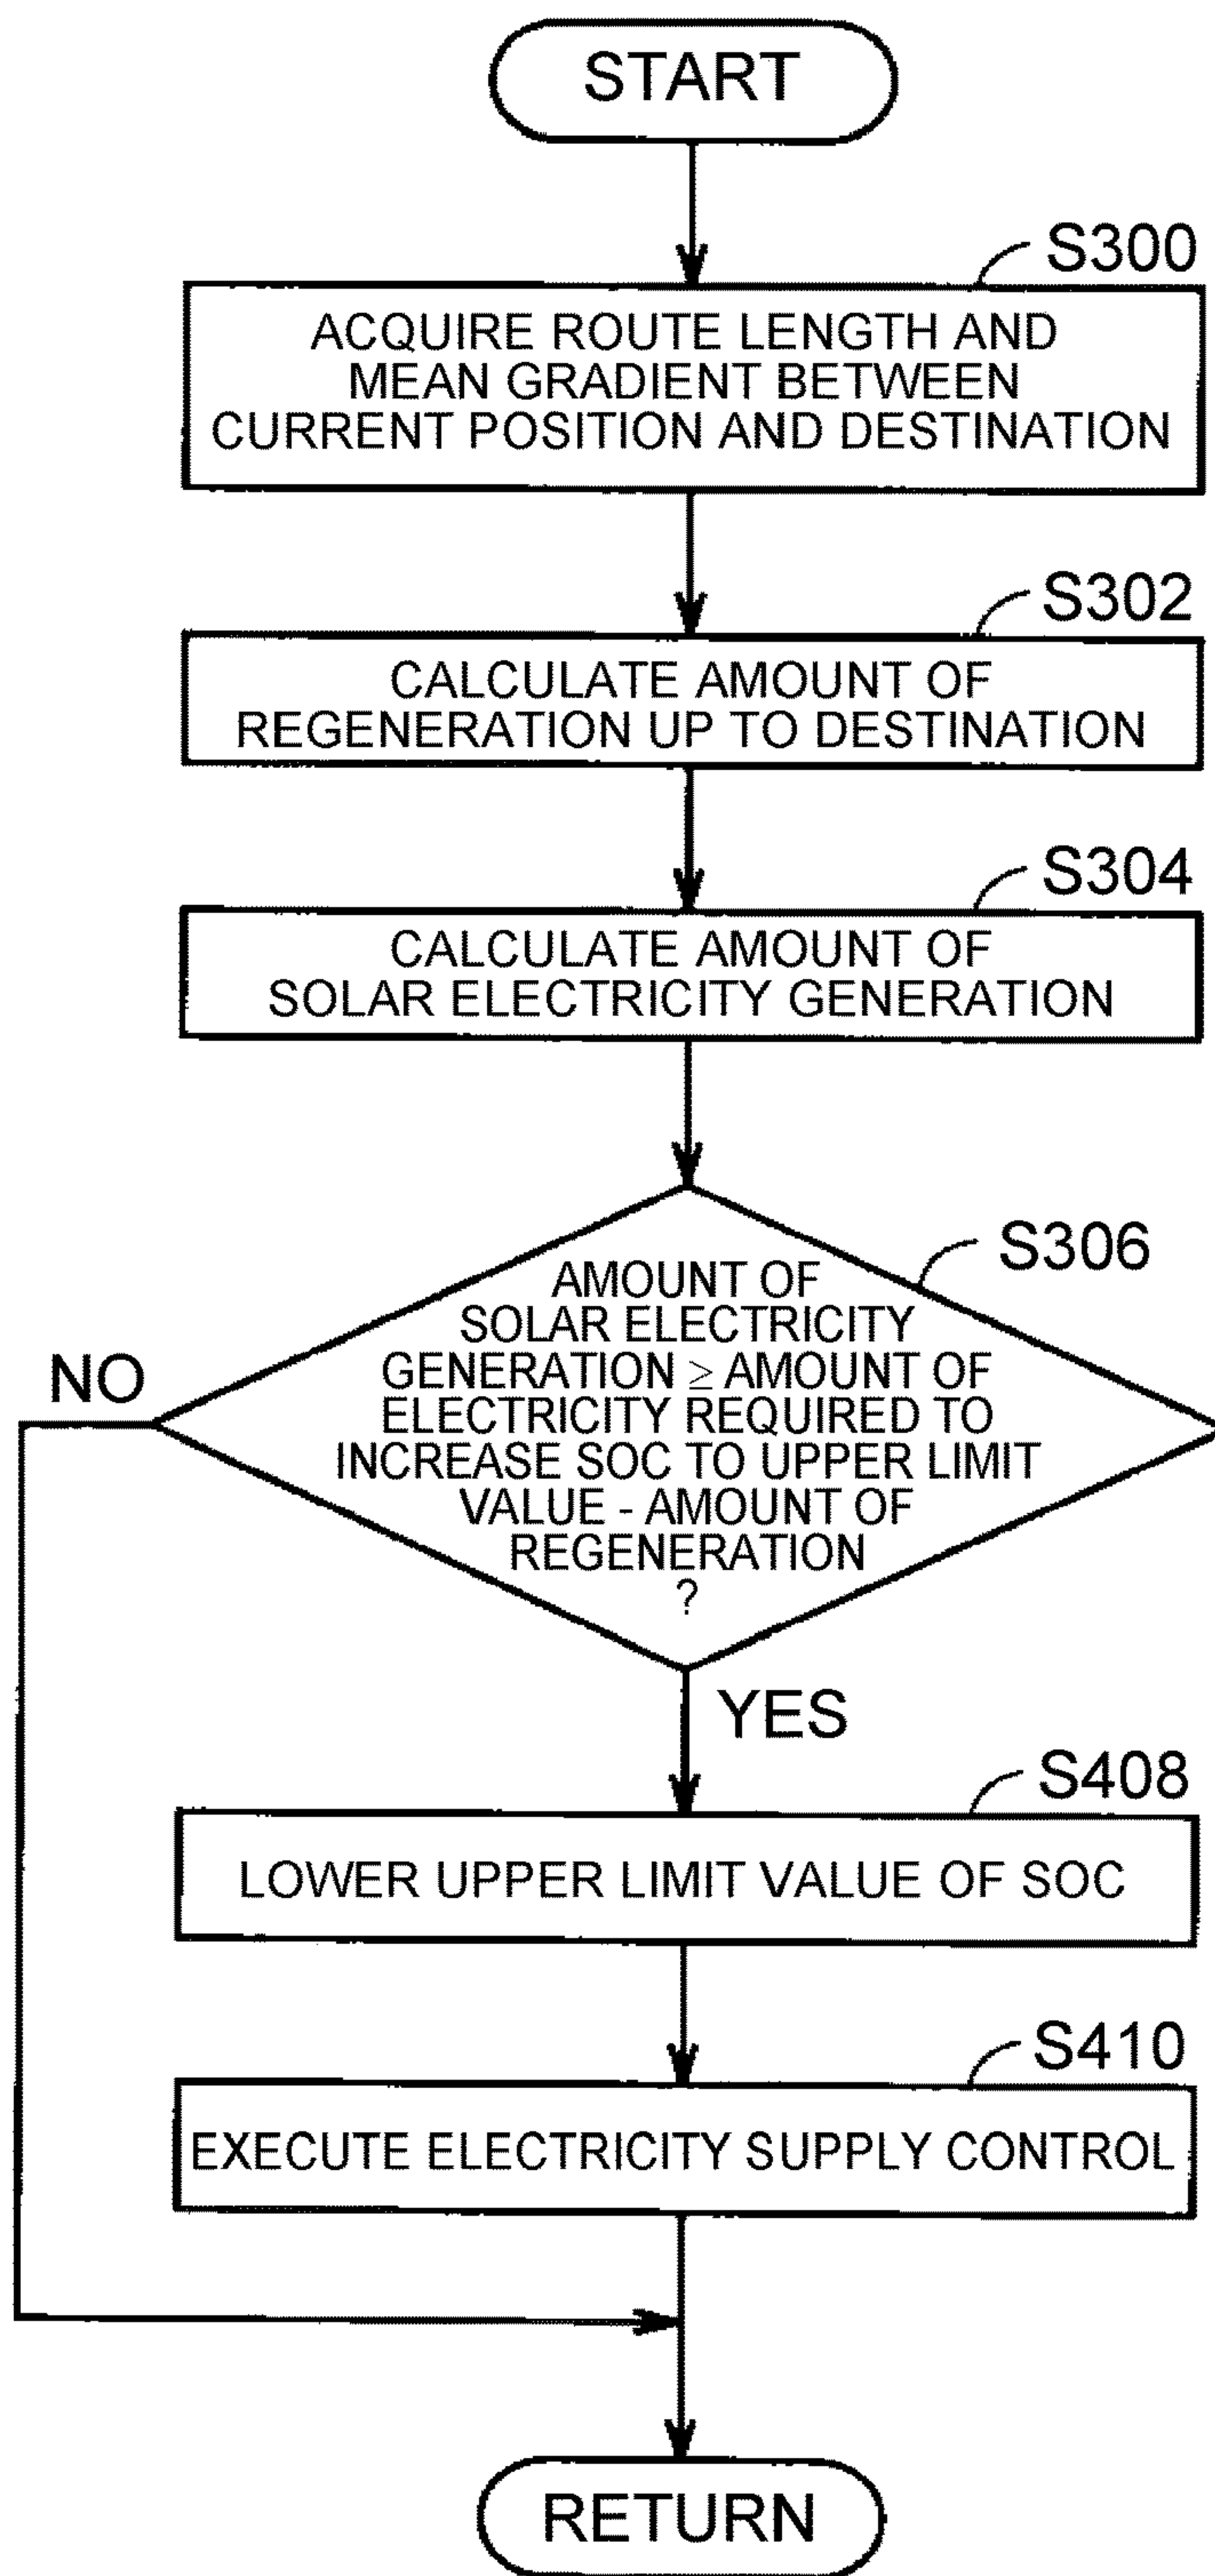 START
S300
ACQUIRE ROUTE LENGTH AND
MEAN GRADIENT BETWEEN
CURRENT POSITION AND DESTINATION
S302
CALCULATE AMOUNT OF
REGENERATION UP TO DESTINATION
S304
CALCULATE AMOUNT OF
SOLAR ELECTRICITY GENERATION
S306
AMOUNT OF
SOLAR ELECTRICITY
GENERATION ≥ AMOUNT OF
ELECTRICITY REQUIRED TO
INCREASE SOC TO UPPER LIMIT
VALUE - AMOUNT OF
REGENERATION
?
NO
YES
S408
LOWER UPPER LIMIT VALUE OF SOC
S410
EXECUTE ELECTRICITY SUPPLY CONTROL
RETURN